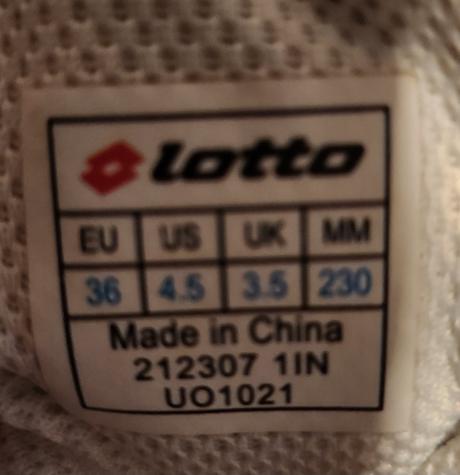 lotto
EU US UK MM
36 4.5 3.5 230
Made in China
212307 1IN
UO1021